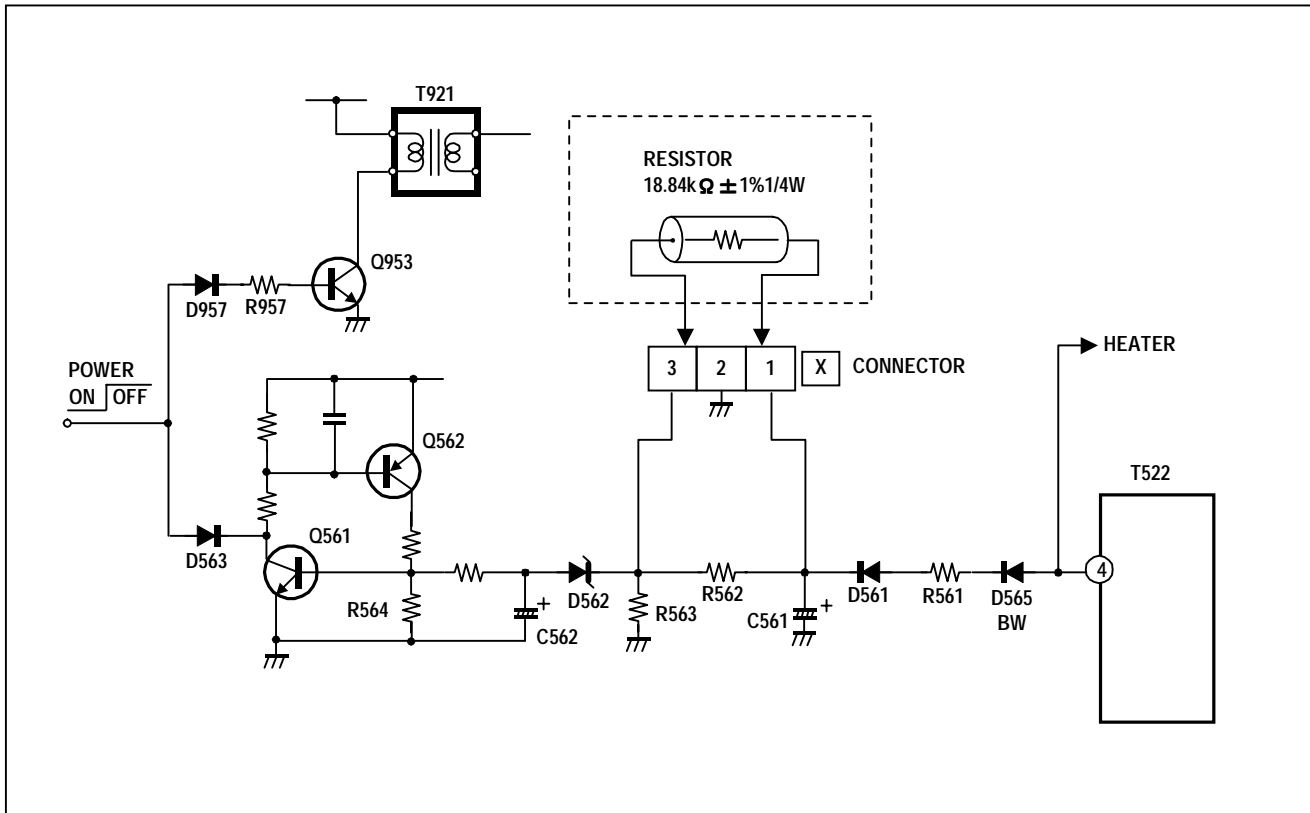 T921
RESISTOR
18.84k Ω ± 1%1/4W
Q953
D957
R957
3
2
1
X
CONNECTOR
HEATER
POWER
ON OFF
Q562
T522
D563
Q561
R564
C562
+
D562
R563
R562
C561
+
D561
R561
D565
BW
4